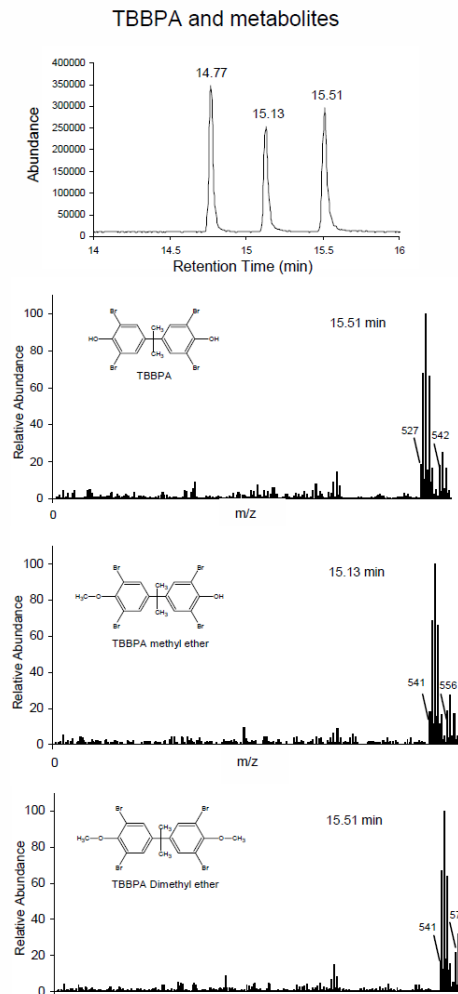 TBBPA and metabolites
400000
350000
300000
250000
200000
150000
100000
50000
0
Abundance
14.77
15.13
15.51
14
14.5
15
15.5
16
Retention Time (min)
100
80
60
40
20
0
Relative Abundance
15.51 min
Br
Br
HO
CH₃
CH₃
OH
Br
Br
TBBPA
527
542
0
m/z
100
80
60
40
20
0
Relative Abundance
15.13 min
Br
Br
H₃C
O
CH₃
CH₃
OH
Br
Br
TBBPA methyl ether
541
556
0
m/z
100
80
60
40
20
0
Relative Abundance
15.51 min
Br
Br
H₃C
O
CH₃
CH₃
O
CH₃
Br
Br
TBBPA Dimethyl ether
541
57